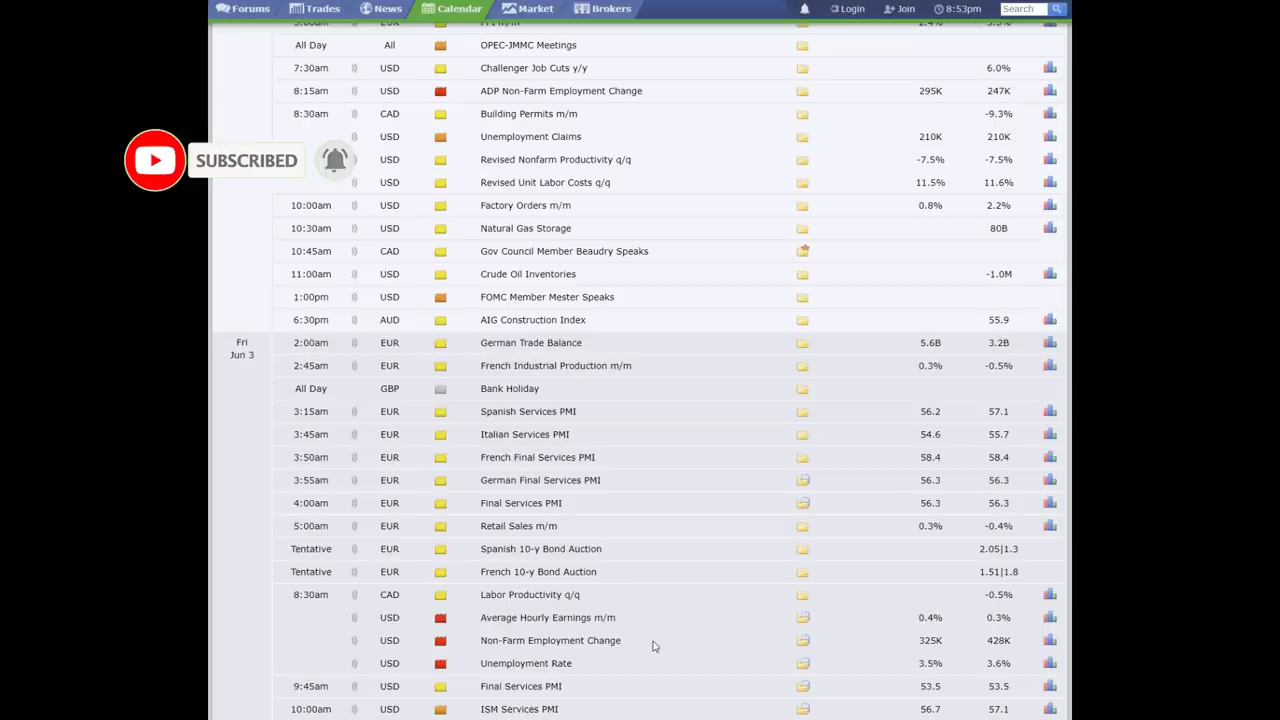 Forums Trades News Calendar Market Brokers Login Join 8:53pm Search
All Day All OPEC-JMMC Meetings
7:30am USD Challenger Job Cuts y/y 6.0%
8:15am USD ADP Non-Farm Employment Change 295K 247K
8:30am CAD Building Permits m/m -9.3%
USD Unemployment Claims 210K 210K
SUBSCRIBED USD Revised Nonfarm Productivity q/q -7.5% -7.5%
USD Revised Unit Labor Costs q/q 11.5% 11.6%
10:00am USD Factory Orders m/m 0.8% 2.2%
10:30am USD Natural Gas Storage 80B
10:45am CAD Gov Council Member Beaudry Speaks
11:00am USD Crude Oil Inventories -1.0M
1:00pm USD FOMC Member Mester Speaks
6:30pm AUD AIG Construction Index 55.9
Fri 2:00am EUR German Trade Balance 5.6B 3.2B
Jun 3
2:45am EUR French Industrial Production m/m 0.3% -0.5%
All Day GBP Bank Holiday
3:15am EUR Spanish Services PMI 56.2 57.1
3:45am EUR Italian Services PMI 54.6 55.7
3:50am EUR French Final Services PMI 58.4 58.4
3:55am EUR German Final Services PMI 56.3 56.3
4:00am EUR Final Services PMI 56.3 56.3
5:00am EUR Retail Sales m/m 0.3% -0.4%
Tentative EUR Spanish 10-y Bond Auction 2.05|1.3
Tentative EUR French 10-y Bond Auction 1.51|1.8
8:30am CAD Labor Productivity q/q -0.5%
USD Average Hourly Earnings m/m 0.4% 0.3%
USD Non-Farm Employment Change 325K 428K
USD Unemployment Rate 3.5% 3.6%
9:45am USD Final Services PMI 53.5 53.5
10:00am USD ISM Services PMI 56.7 57.1